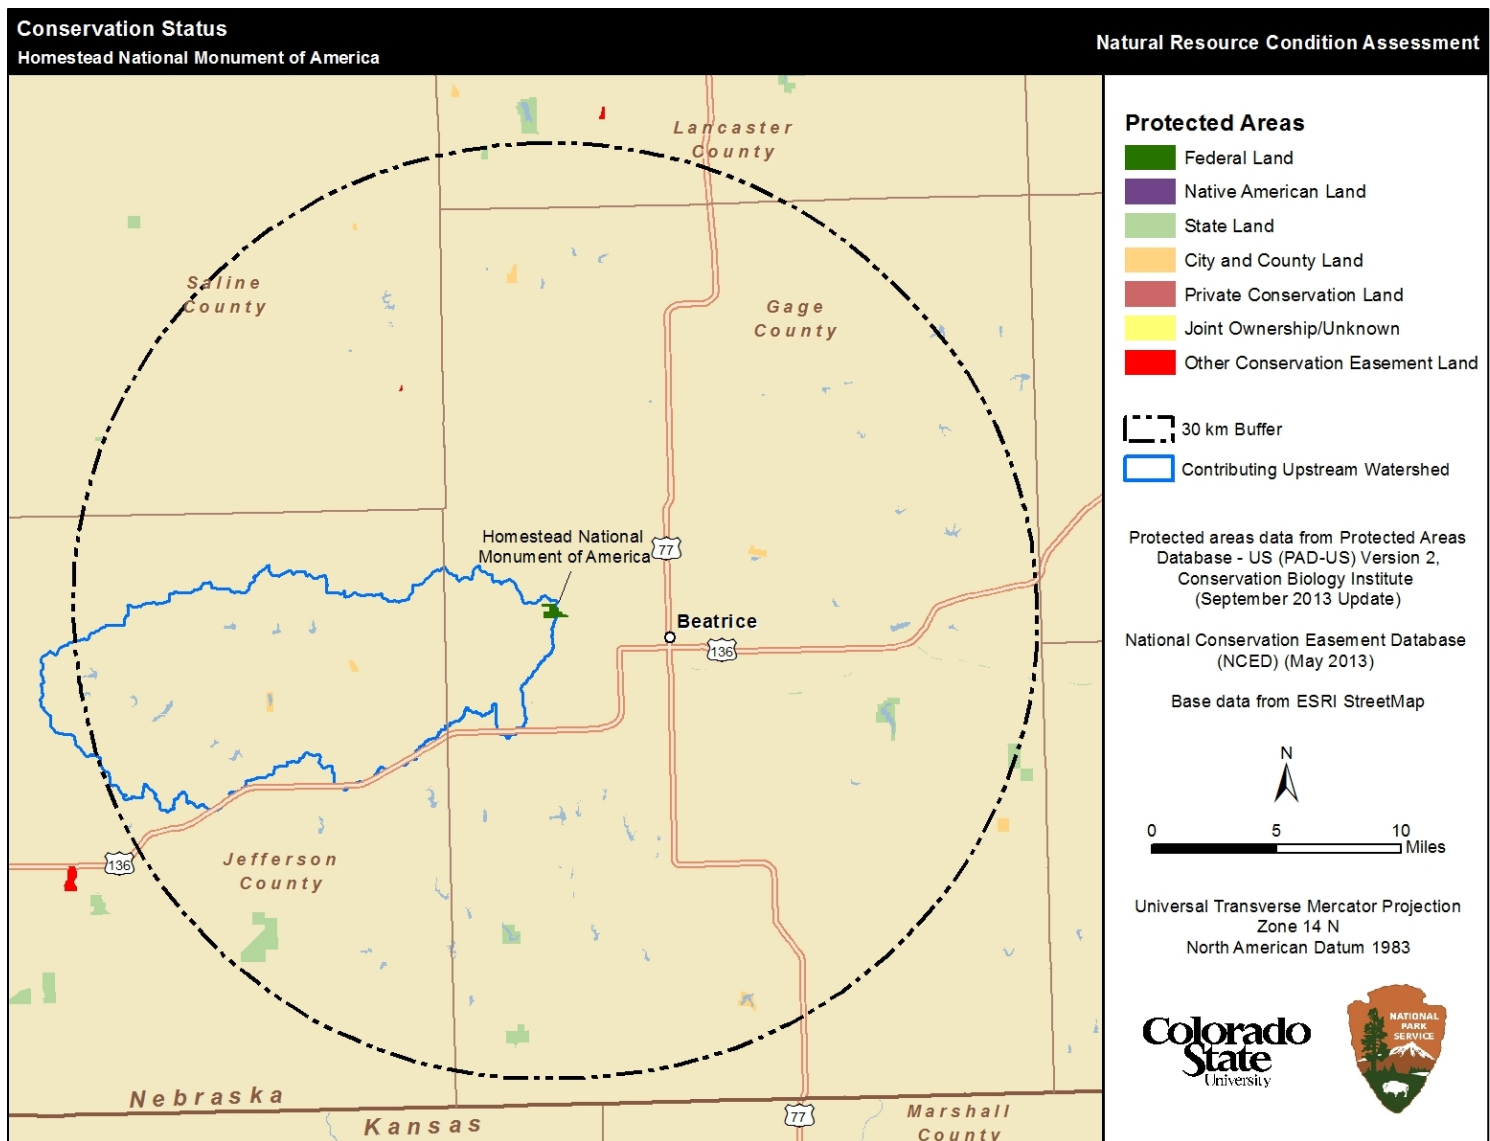 Conservation Status
Homestead National Monument of America
Natural Resource Condition Assessment
Lancaster
County
Saline
County
Gage
County
Homestead National
Monument of America
77
Beatrice
136
136
Jefferson
County
Nebraska
Kansas
77
Marshall
County
Protected Areas
Federal Land
Native American Land
State Land
City and County Land
Private Conservation Land
Joint Ownership/Unknown
Other Conservation Easement Land
30 km Buffer
Contributing Upstream Watershed
Protected areas data from Protected Areas
Database - US (PAD-US) Version 2,
Conservation Biology Institute
(September 2013 Update)
National Conservation Easement Database
(NCED) (May 2013)
Base data from ESRI StreetMap
N
0 5 10
Miles
Universal Transverse Mercator Projection
Zone 14 N
North American Datum 1983
Colorado
State
University
NATIONAL
PARK
SERVICE